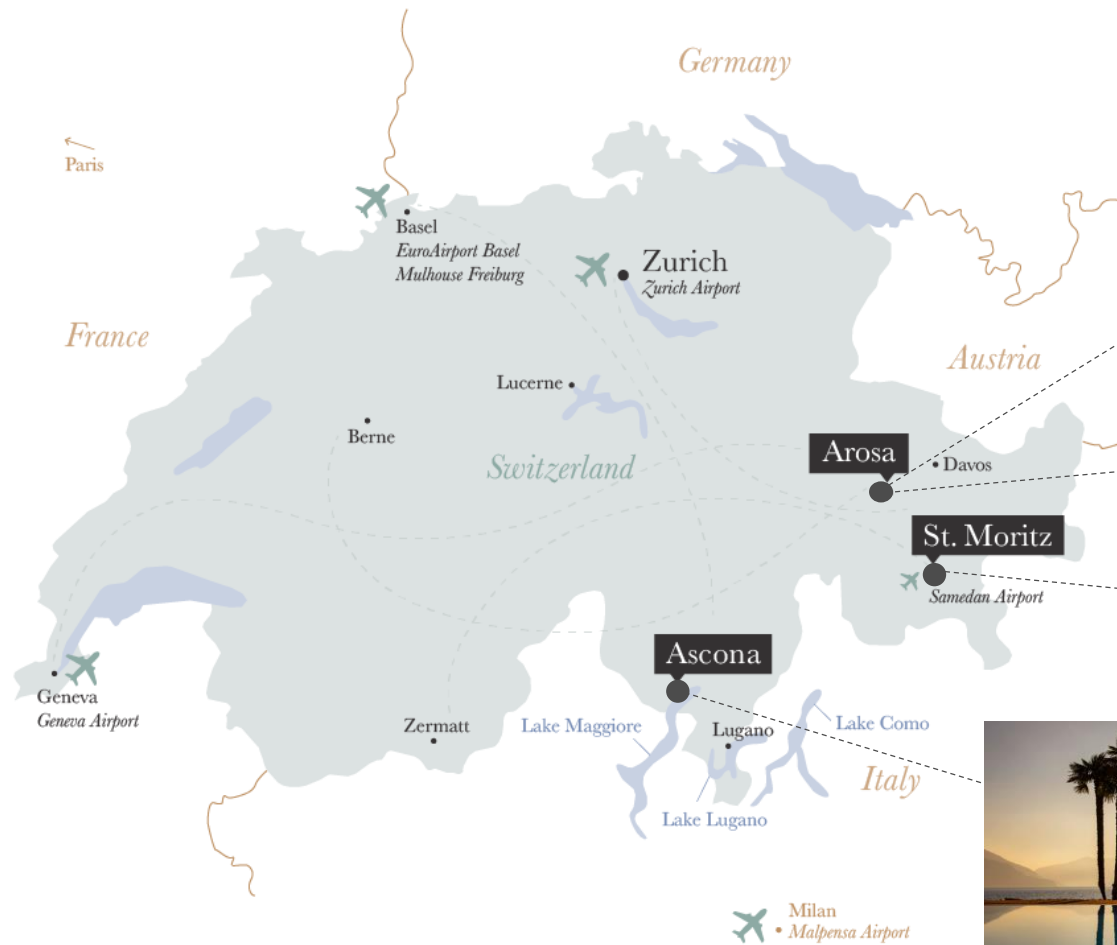 Germany
Paris
Basel
EuroAirport Basel
Mulhouse Freiburg
Zurich
Zurich Airport
France
Austria
Lucerne
Berne
Switzerland
Arosa
Davos
St. Moritz
Samedan Airport
Ascona
Geneva
Geneva Airport
Zermatt
Lake Maggiore
Lugano
Lake Como
Italy
Lake Lugano
Milan
Malpensa Airport